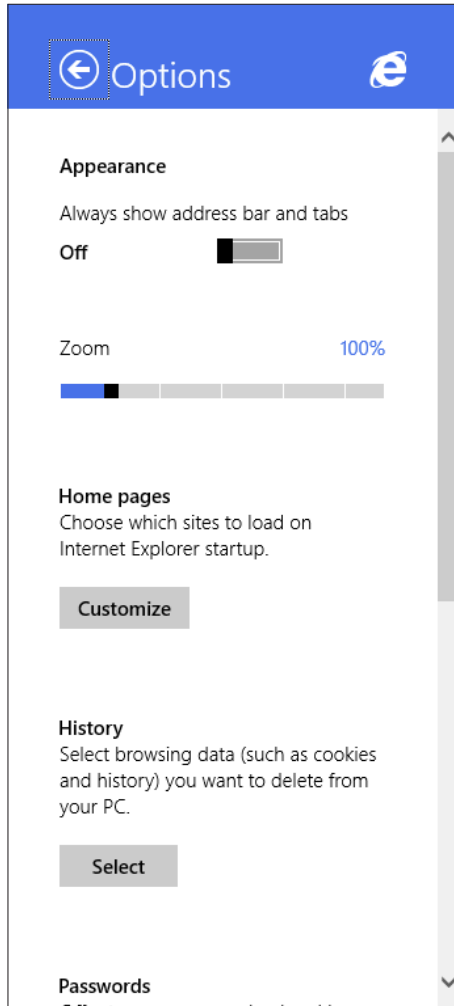 Options
Appearance
Always show address bar and tabs
Off
Zoom 100%
Home pages
Choose which sites to load on
Internet Explorer startup.
Customize
History
Select browsing data (such as cookies
and history) you want to delete from
your PC.
Select
Passwords